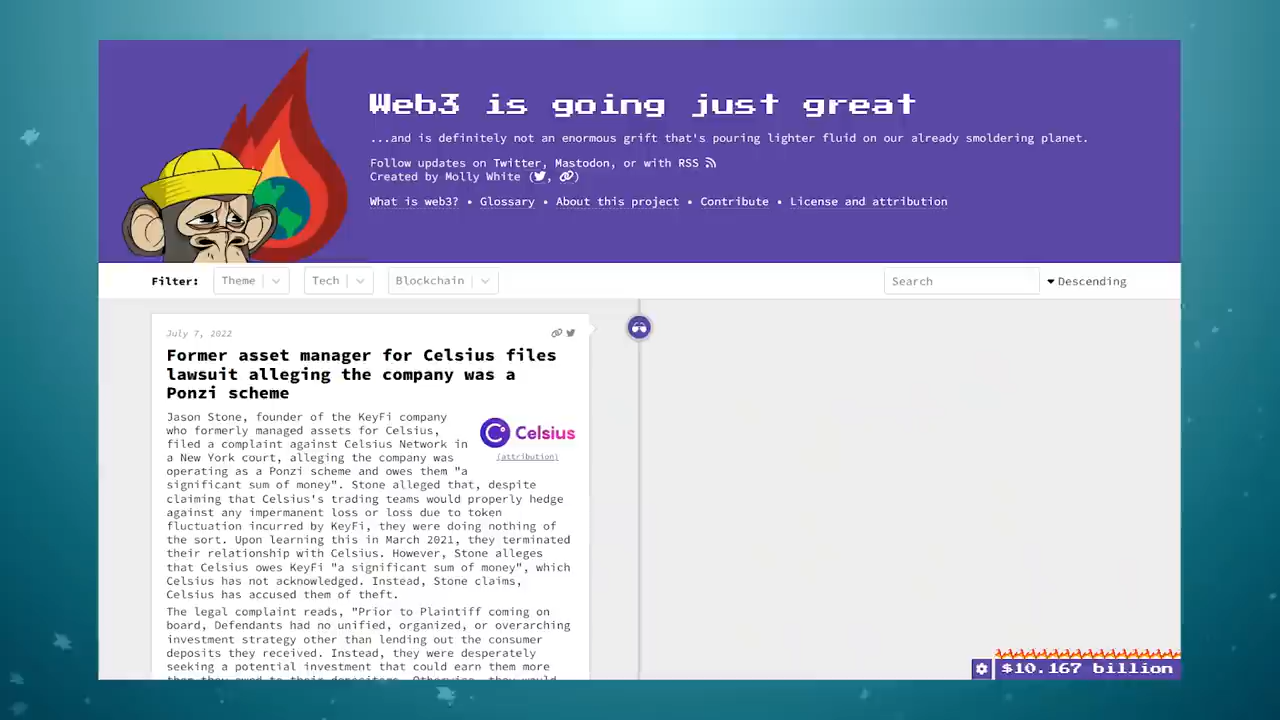 Web3 is going just great
...and is definitely not an enormous grift that's pouring lighter fluid on our already smoldering planet.
Follow updates on Twitter, Mastodon, or with RSS
Created by Molly White ( , )
What is web3? • Glossary • About this project • Contribute • License and attribution
Filter: Theme Tech Blockchain Search Descending
July 7, 2022
Former asset manager for Celsius files
lawsuit alleging the company was a
Ponzi scheme
Jason Stone, founder of the KeyFi company
who formerly managed assets for Celsius,
filed a complaint against Celsius Network in
a New York court, alleging the company was
operating as a Ponzi scheme and owes them "a
significant sum of money". Stone alleged that, despite
claiming that Celsius's trading teams would properly hedge
against any impermanent loss or loss due to token
fluctuation incurred by KeyFi, they were doing nothing of
the sort. Upon learning this in March 2021, they terminated
their relationship with Celsius. However, Stone alleges
that Celsius owes KeyFi "a significant sum of money", which
Celsius has not acknowledged. Instead, Stone claims,
Celsius has accused them of theft.
Celsius
(attribution)
The legal complaint reads, "Prior to Plaintiff coming on
board, Defendants had no unified, organized, or overarching
investment strategy other than lending out the consumer
deposits they received. Instead, they were desperately
seeking a potential investment that could earn them more
than they owed to their depositors. Otherwise, they would
$10.167 billion